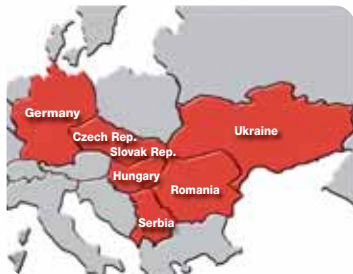 Germany
Czech Rep.
Slovak Rep.
Ukraine
Hungary
Romania
Serbia